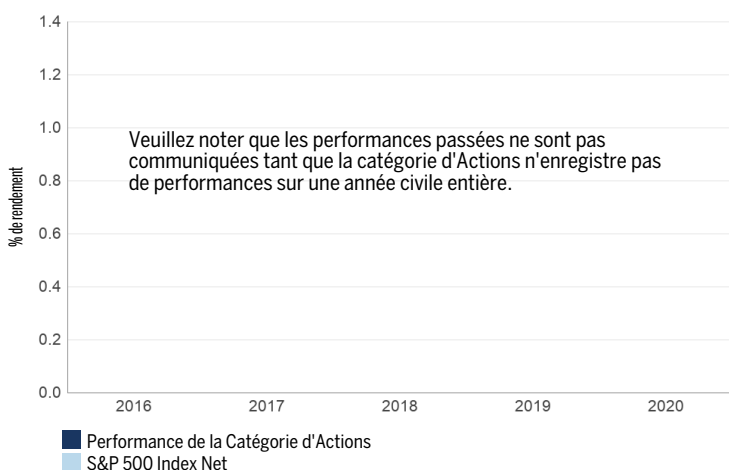 1.4
1.2
1.0
0.8
0.6
0.4
0.2
0.0
% de rendement
Veuillez noter que les performances passées ne sont pas
communiquées tant que la catégorie d'Actions n'enregistre pas
de performances sur une année civile entière.
2016 2017 2018 2019 2020
Performance de la Catégorie d'Actions
S&P 500 Index Net